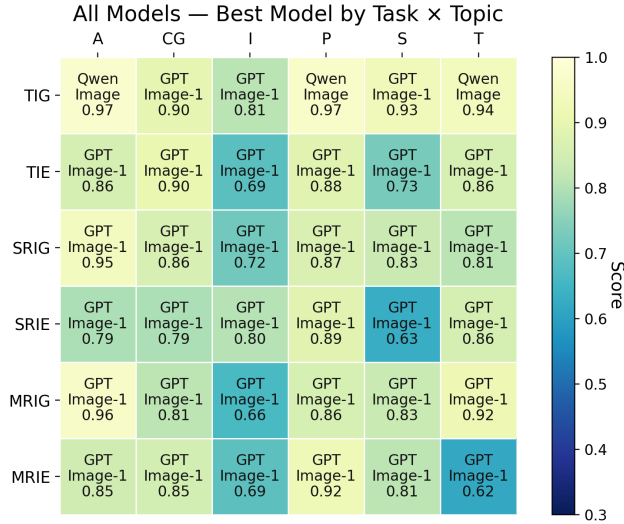 All Models — Best Model by Task × Topic
A CG I P S T
TIG
Qwen Image 0.97
GPT Image-1 0.90
GPT Image-1 0.81
Qwen Image 0.97
GPT Image-1 0.93
Qwen Image 0.94
TIE
GPT Image-1 0.86
GPT Image-1 0.90
GPT Image-1 0.69
GPT Image-1 0.88
GPT Image-1 0.73
GPT Image-1 0.86
SRIG
GPT Image-1 0.95
GPT Image-1 0.86
GPT Image-1 0.72
GPT Image-1 0.87
GPT Image-1 0.83
GPT Image-1 0.81
SRIE
GPT Image-1 0.79
GPT Image-1 0.79
GPT Image-1 0.80
GPT Image-1 0.89
GPT Image-1 0.63
GPT Image-1 0.86
MRIG
GPT Image-1 0.96
GPT Image-1 0.81
GPT Image-1 0.66
GPT Image-1 0.86
GPT Image-1 0.83
GPT Image-1 0.92
MRIE
GPT Image-1 0.85
GPT Image-1 0.85
GPT Image-1 0.69
GPT Image-1 0.92
GPT Image-1 0.81
GPT Image-1 0.62
1.0
0.9
0.8
0.7
0.6
0.5
0.4
0.3
Score